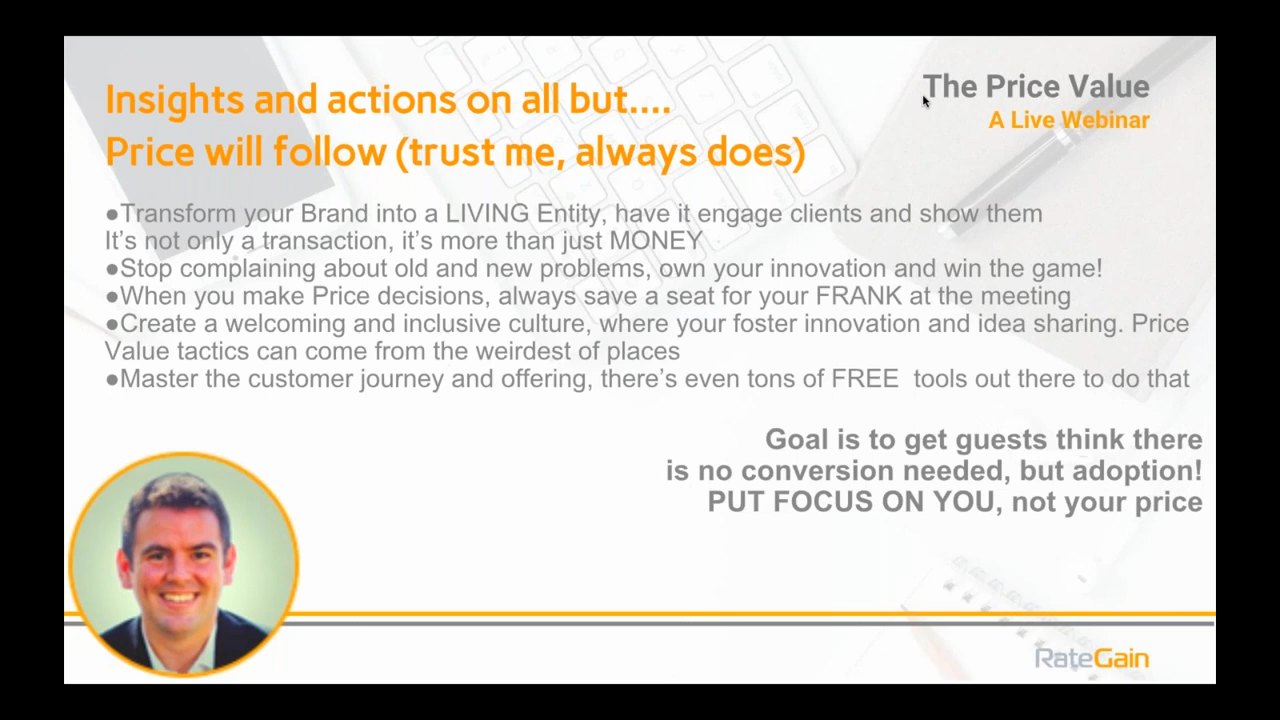 Insights and actions on all but....
Price will follow (trust me, always does)
The Price Value
A Live Webinar
●Transform your Brand into a LIVING Entity, have it engage clients and show them
It's not only a transaction, it's more than just MONEY
●Stop complaining about old and new problems, own your innovation and win the game!
●When you make Price decisions, always save a seat for your FRANK at the meeting
●Create a welcoming and inclusive culture, where your foster innovation and idea sharing. Price
Value tactics can come from the weirdest of places
●Master the customer journey and offering, there's even tons of FREE  tools out there to do that
Goal is to get guests think there
is no conversion needed, but adoption!
PUT FOCUS ON YOU, not your price
RateGain